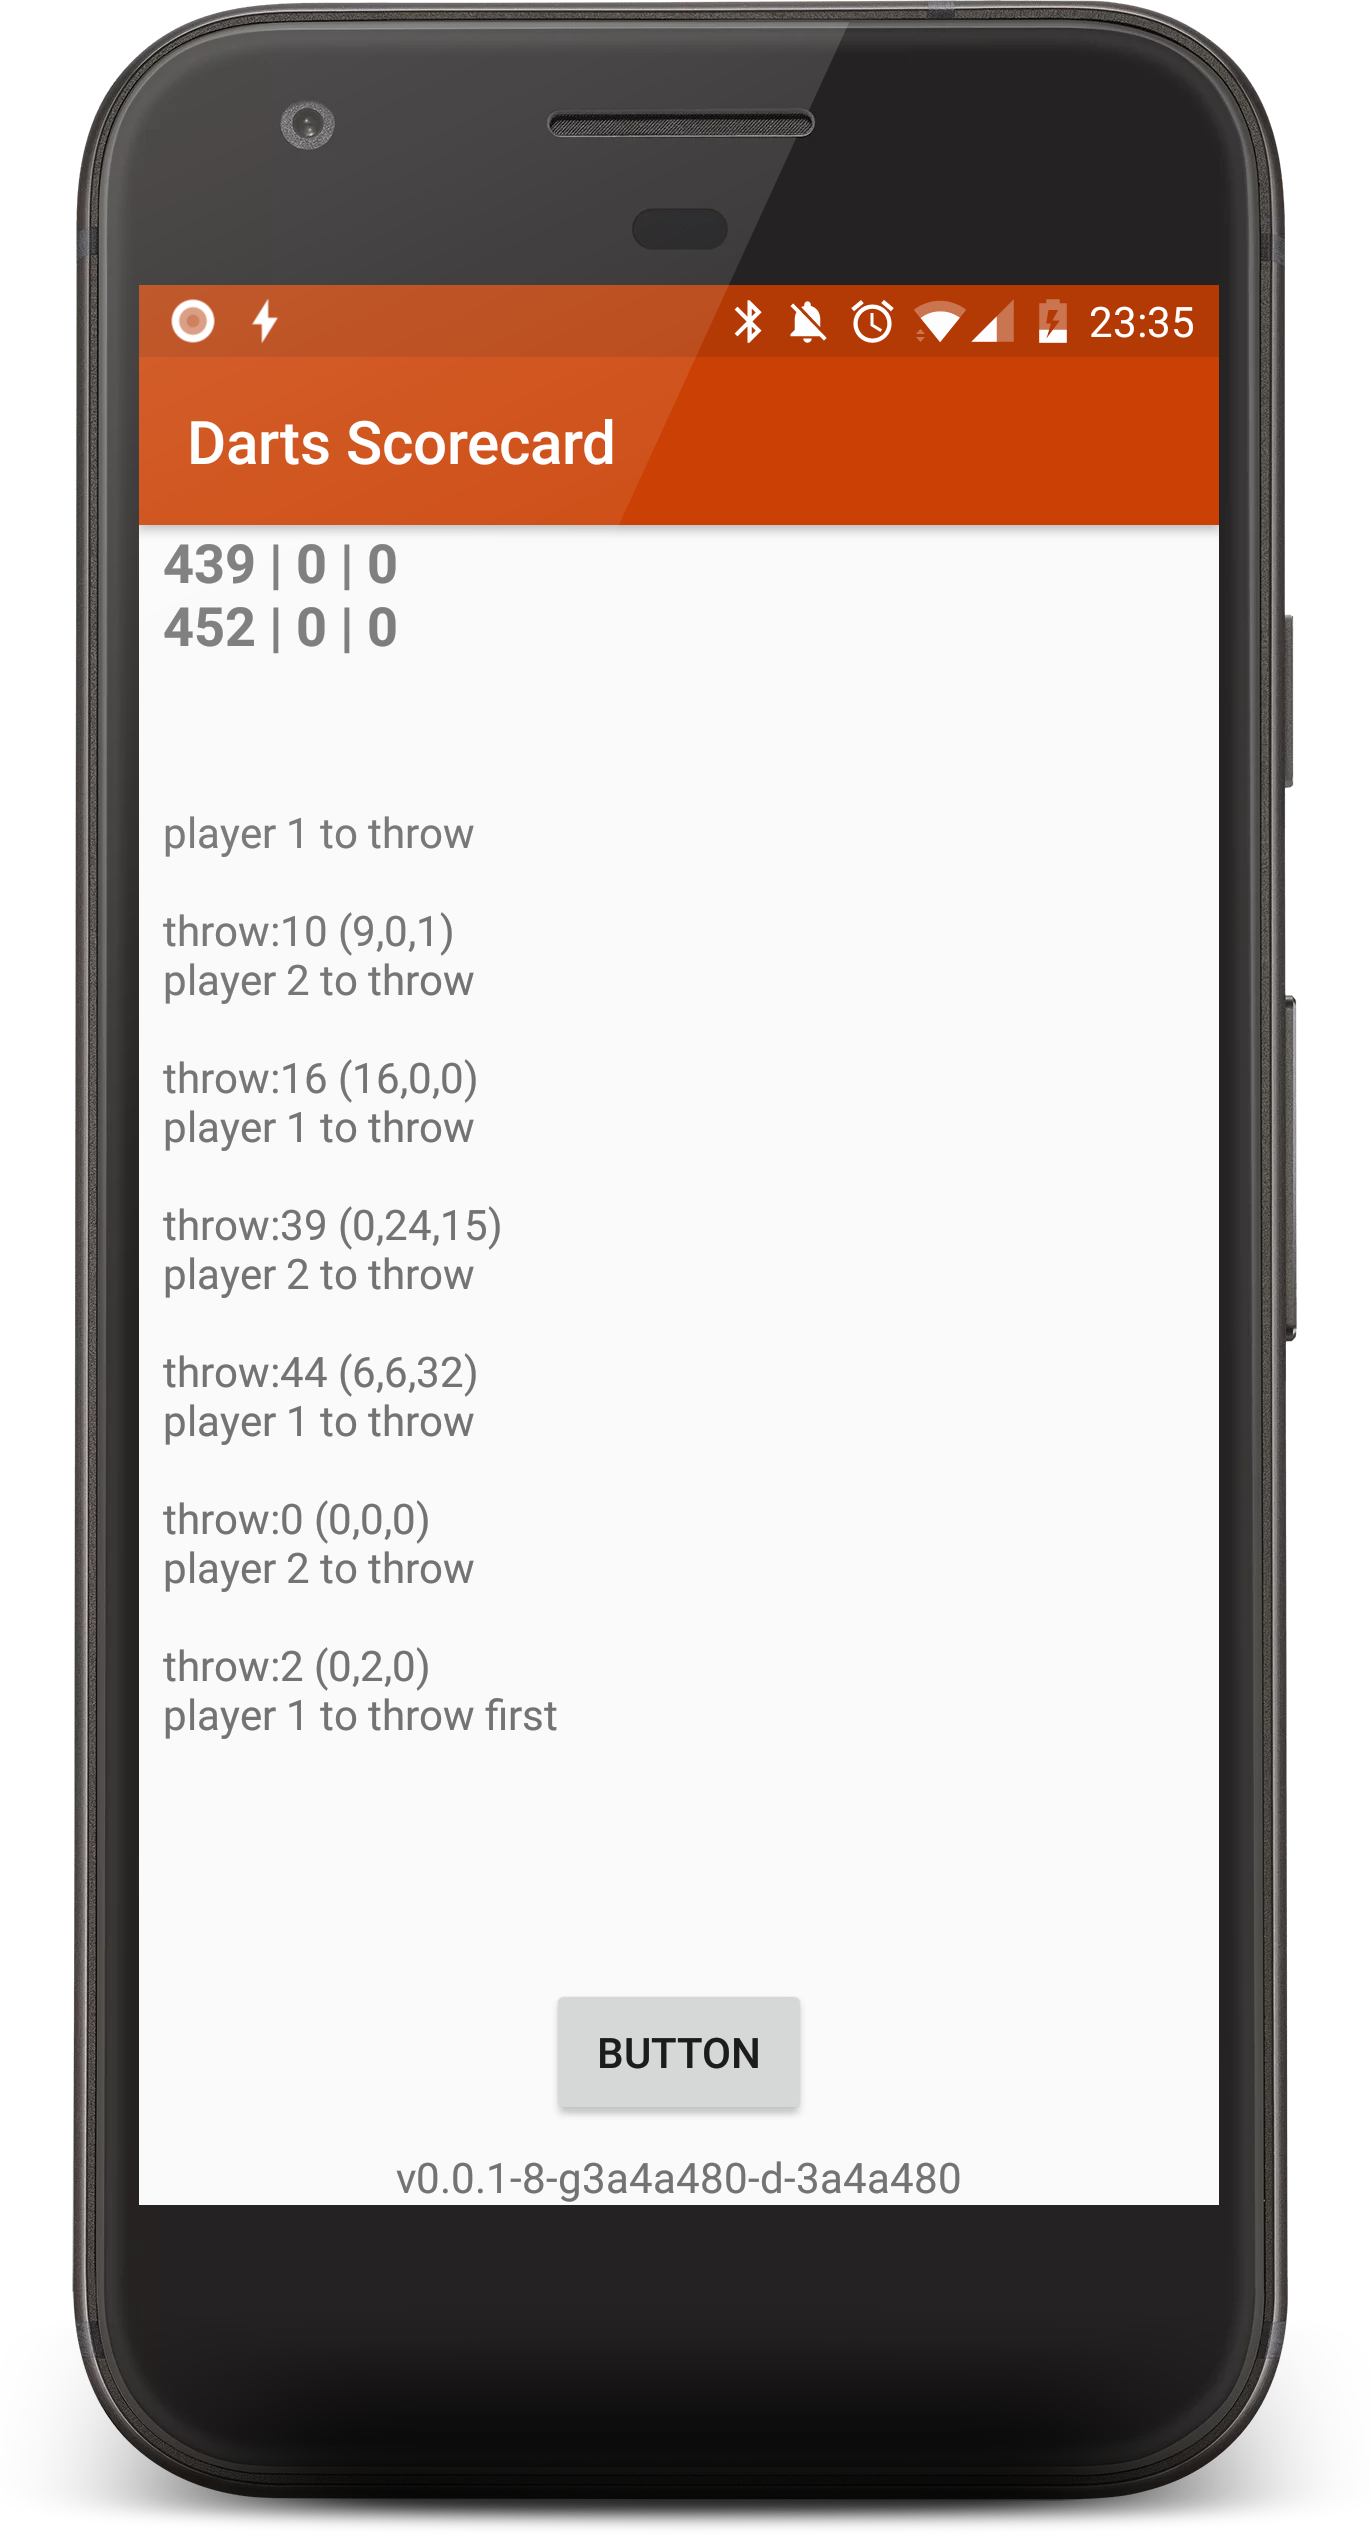 23:35
Darts Scorecard
439 | 0 | 0
452 | 0 | 0
player 1 to throw
throw:10 (9,0,1)
player 2 to throw
throw:16 (16,0,0)
player 1 to throw
throw:39 (0,24,15)
player 2 to throw
throw:44 (6,6,32)
player 1 to throw
throw:0 (0,0,0)
player 2 to throw
throw:2 (0,2,0)
player 1 to throw first
BUTTON
v0.0.1-8-g3a4a480-d-3a4a480